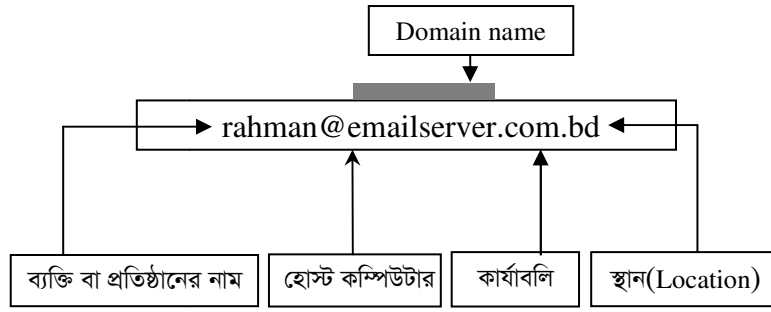 Domain name
rahman@emailserver.com.bd
ব্যক্তি বা প্রতিষ্ঠানের নাম
হোস্ট কম্পিউটার
কার্যাবলি
স্থান(Location)